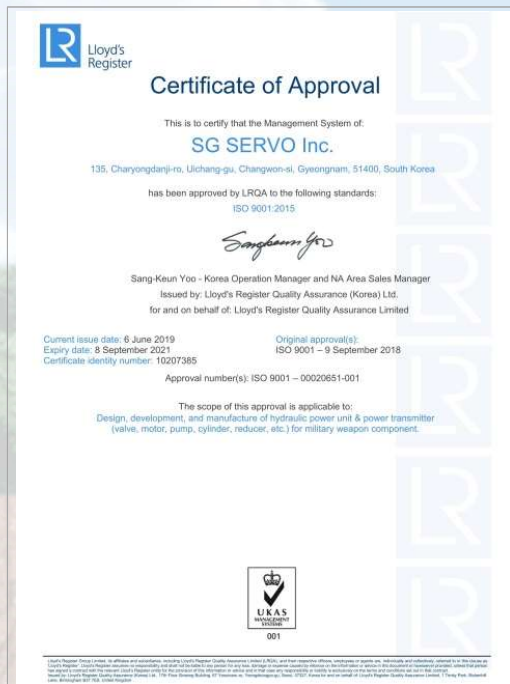 LR
Lloyd's
Register
Certificate of Approval
This is to certify that the Management System of:
SG SERVO Inc.
135, Charyongdanji-ro, Uichang-gu, Changwon-si, Gyeongnam, 51400, South Korea
has been approved by LRQA to the following standards:
ISO 9001:2015
Sang-Keun Yoo - Korea Operation Manager and NA Area Sales Manager
Issued by: Lloyd's Register Quality Assurance (Korea) Ltd.
for and on behalf of: Lloyd's Register Quality Assurance Limited
Current issue date: 6 June 2019
Expiry date: 8 September 2021
Certificate identity number: 10207385
Original approval(s):
ISO 9001 – 9 September 2018
Approval number(s): ISO 9001 – 00020651-001
The scope of this approval is applicable to:
Design, development, and manufacture of hydraulic power unit & power transmitter
(valve, motor, pump, cylinder, reducer, etc.) for military weapon component.
UKAS
MANAGEMENT
SYSTEMS
001